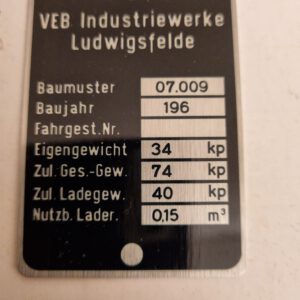 VEB Industriewerke
Ludwigsfelde
Baumuster 07.009
Baujahr 196
Fahrgest.Nr.
Eigengewicht 34 kp
Zul. Ges.-Gew. 74 kp
Zul. Ladegew. 40 kp
Nutzb. Lader. 0,15 m³